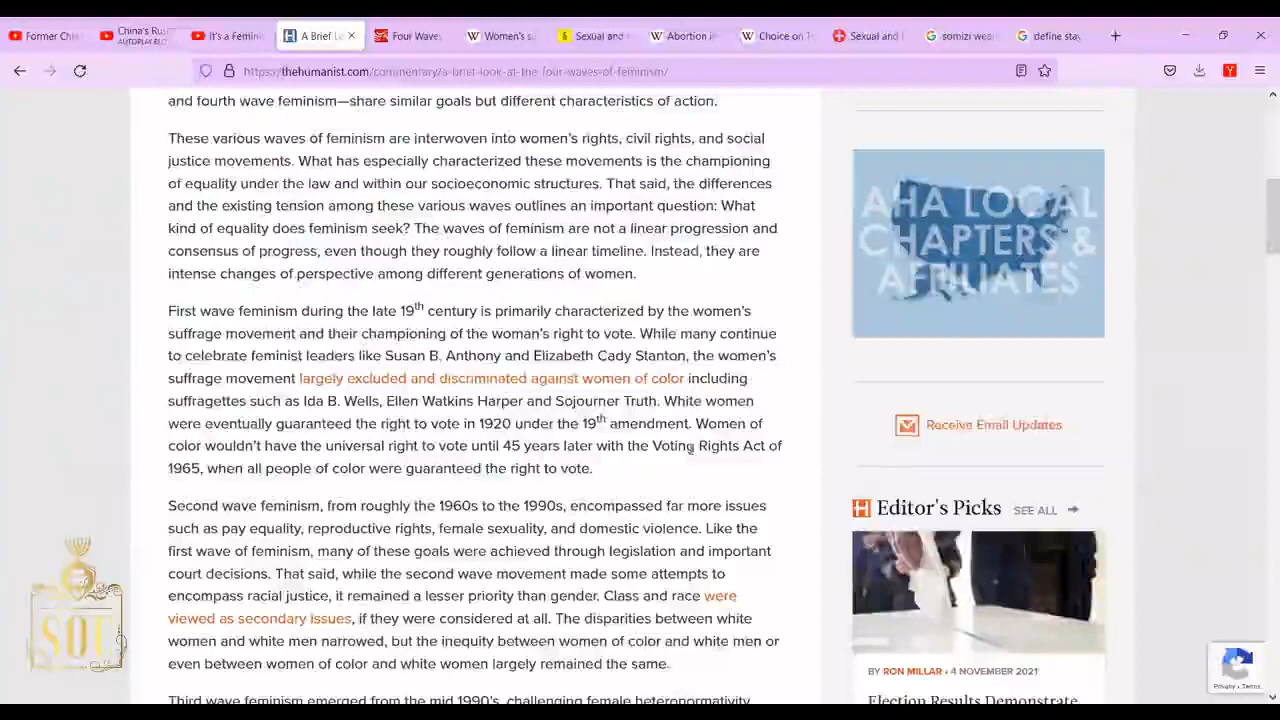 Former Chi
China's Rus
AUTOPLAY BLO
It's a Femin
A Brief Lo
Four Wave
Women's su
Sexual and
Abortion i
Choice on T
Sexual and
somizi wea
define stay
https://thehumanist.com/commentary/a-brief-look-at-the-four-waves-of-feminism/
and fourth wave feminism—share similar goals but different characteristics of action.
These various waves of feminism are interwoven into women's rights, civil rights, and social
justice movements. What has especially characterized these movements is the championing
of equality under the law and within our socioeconomic structures. That said, the differences
and the existing tension among these various waves outlines an important question: What
kind of equality does feminism seek? The waves of feminism are not a linear progression and
consensus of progress, even though they roughly follow a linear timeline. Instead, they are
intense changes of perspective among different generations of women.
First wave feminism during the late 19th century is primarily characterized by the women's
suffrage movement and their championing of the woman's right to vote. While many continue
to celebrate feminist leaders like Susan B. Anthony and Elizabeth Cady Stanton, the women's
suffrage movement largely excluded and discriminated against women of color including
suffragettes such as Ida B. Wells, Ellen Watkins Harper and Sojourner Truth. White women
were eventually guaranteed the right to vote in 1920 under the 19th amendment. Women of
color wouldn't have the universal right to vote until 45 years later with the Voting Rights Act of
1965, when all people of color were guaranteed the right to vote.
Second wave feminism, from roughly the 1960s to the 1990s, encompassed far more issues
such as pay equality, reproductive rights, female sexuality, and domestic violence. Like the
first wave of feminism, many of these goals were achieved through legislation and important
court decisions. That said, while the second wave movement made some attempts to
encompass racial justice, it remained a lesser priority than gender. Class and race were
viewed as secondary issues, if they were considered at all. The disparities between white
women and white men narrowed, but the inequity between women of color and white men or
even between women of color and white women largely remained the same.
Third wave feminism emerged from the mid 1990's, challenging female heteronormativity.
AHA LOCAL
CHAPTERS &
AFFILIATES
Receive Email Updates
H Editor's Picks SEE ALL
BY RON MILLAR • 4 NOVEMBER 2021
Election Results Demonstrate
Privacy • Terms
SOU